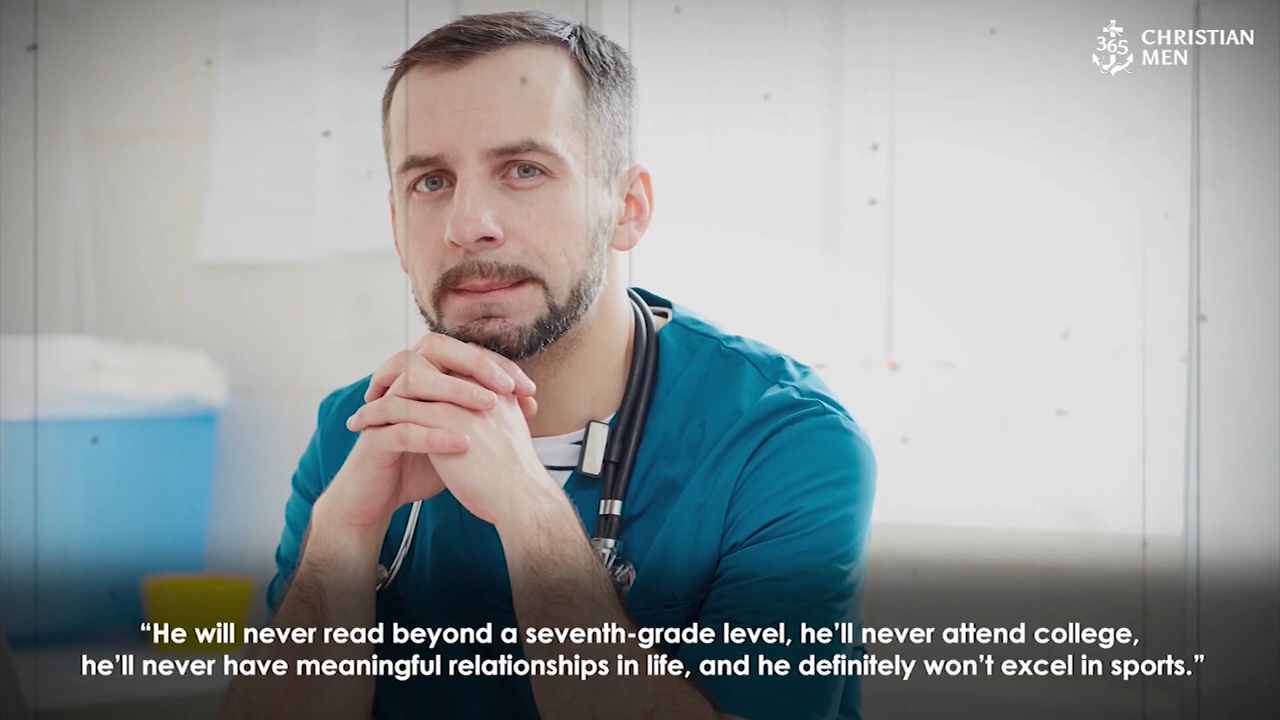 365
CHRISTIAN
MEN
“He will never read beyond a seventh-grade level, he’ll never attend college,
he’ll never have meaningful relationships in life, and he definitely won’t excel in sports.”